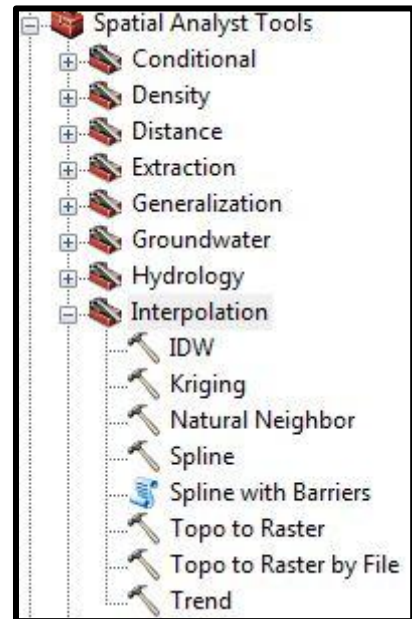 Spatial Analyst Tools
Conditional
Density
Distance
Extraction
Generalization
Groundwater
Hydrology
Interpolation
IDW
Kriging
Natural Neighbor
Spline
Spline with Barriers
Topo to Raster
Topo to Raster by File
Trend